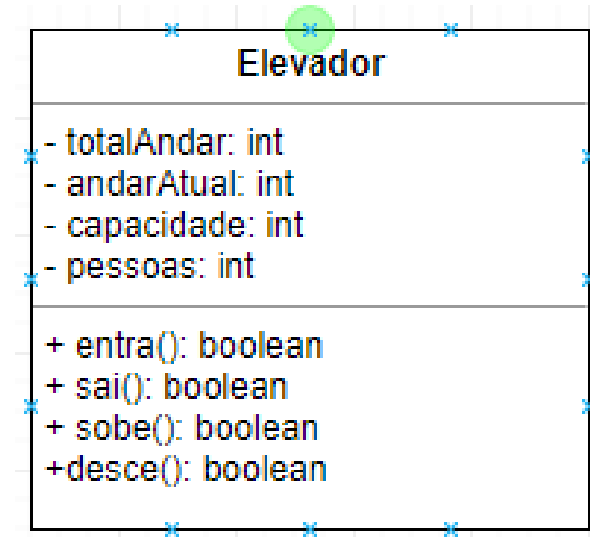 Elevador
- totalAndar: int
- andarAtual: int
- capacidade: int
- pessoas: int
+ entra(): boolean
+ sai(): boolean
+ sobe(): boolean
+desce(): boolean